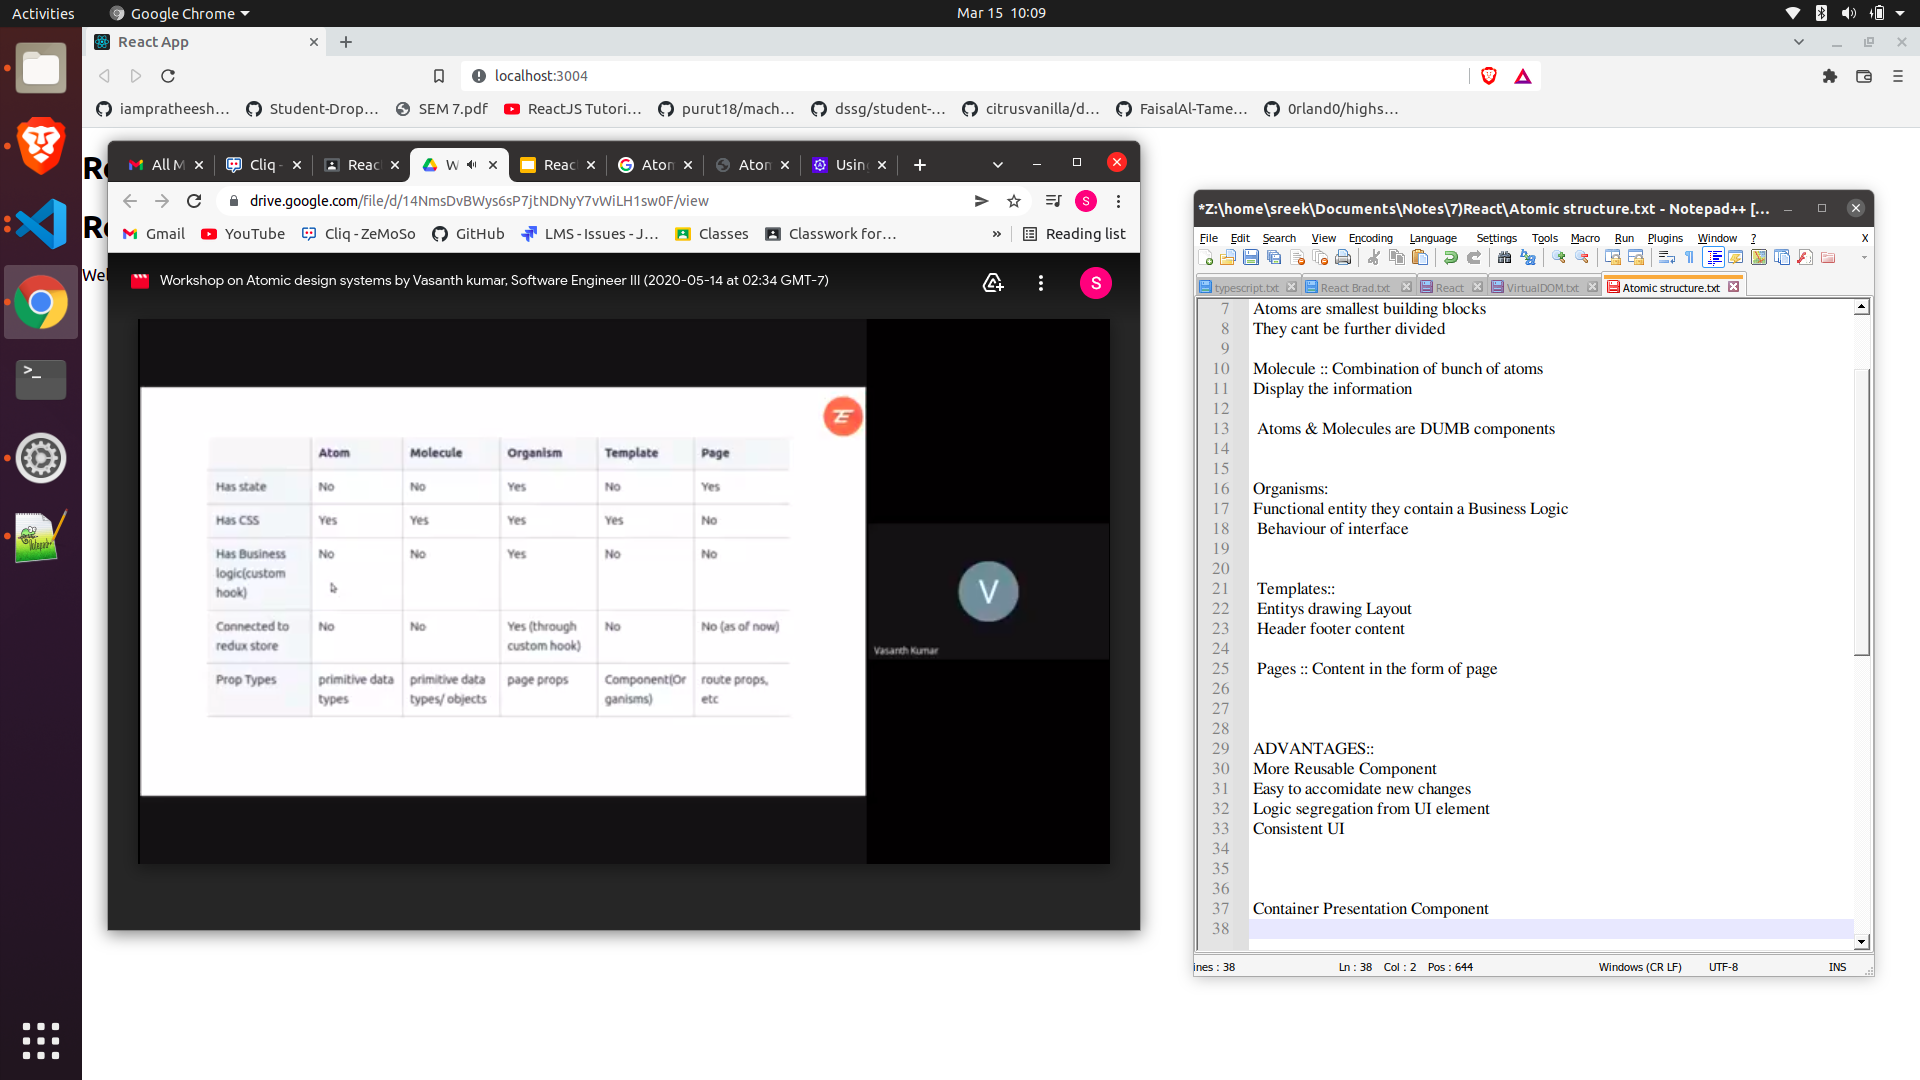 Activities
Google Chrome
Mar 15 10:09
React App
localhost:3004
iampratheesh...
Student-Drop...
SEM 7.pdf
ReactJS Tutori...
purut18/mach...
dssg/student-...
citrusvanilla/d...
FaisalAl-Tame...
0rland0/highs...
Re
Re
Wel
All M
Cliq -
Reac
W
Reac
Aton
Aton
Usin
drive.google.com/file/d/14NmsDvBWys6sP7jtNDNyY7vWiLH1sw0F/view
S
Gmail
YouTube
Cliq - ZeMoSo
GitHub
LMS - Issues - J...
Classes
Classwork for...
»
Reading list
Workshop on Atomic design systems by Vasanth kumar, Software Engineer III (2020-05-14 at 02:34 GMT-7)
S
Atom Molecule Organism Template Page
Has state No No Yes No Yes
Has CSS Yes Yes Yes Yes No
Has Business logic(custom hook) No No Yes No No
Connected to redux store No No Yes (through custom hook) No No (as of now)
Prop Types primitive data types primitive data types/ objects page props Component(Organisms) route props, etc
V
Vasanth Kumar
*Z:\home\sreek\Documents\Notes\7)React\Atomic structure.txt - Notepad++ [...
File Edit Search View Encoding Language Settings Tools Macro Run Plugins Window ? X
typescript.txt
React Brad.txt
React
VirtualDOM.txt
Atomic structure.txt
7 Atoms are smallest building blocks
8 They cant be further divided
9
10 Molecule :: Combination of bunch of atoms
11 Display the information
12
13 Atoms & Molecules are DUMB components
14
15
16 Organisms:
17 Functional entity they contain a Business Logic
18 Behaviour of interface
19
20
21 Templates::
22 Entitys drawing Layout
23 Header footer content
24
25 Pages :: Content in the form of page
26
27
28
29 ADVANTAGES::
30 More Reusable Component
31 Easy to accomidate new changes
32 Logic segregation from UI element
33 Consistent UI
34
35
36
37 Container Presentation Component
38
ines : 38 Ln : 38 Col : 2 Pos : 644 Windows (CR LF) UTF-8 INS